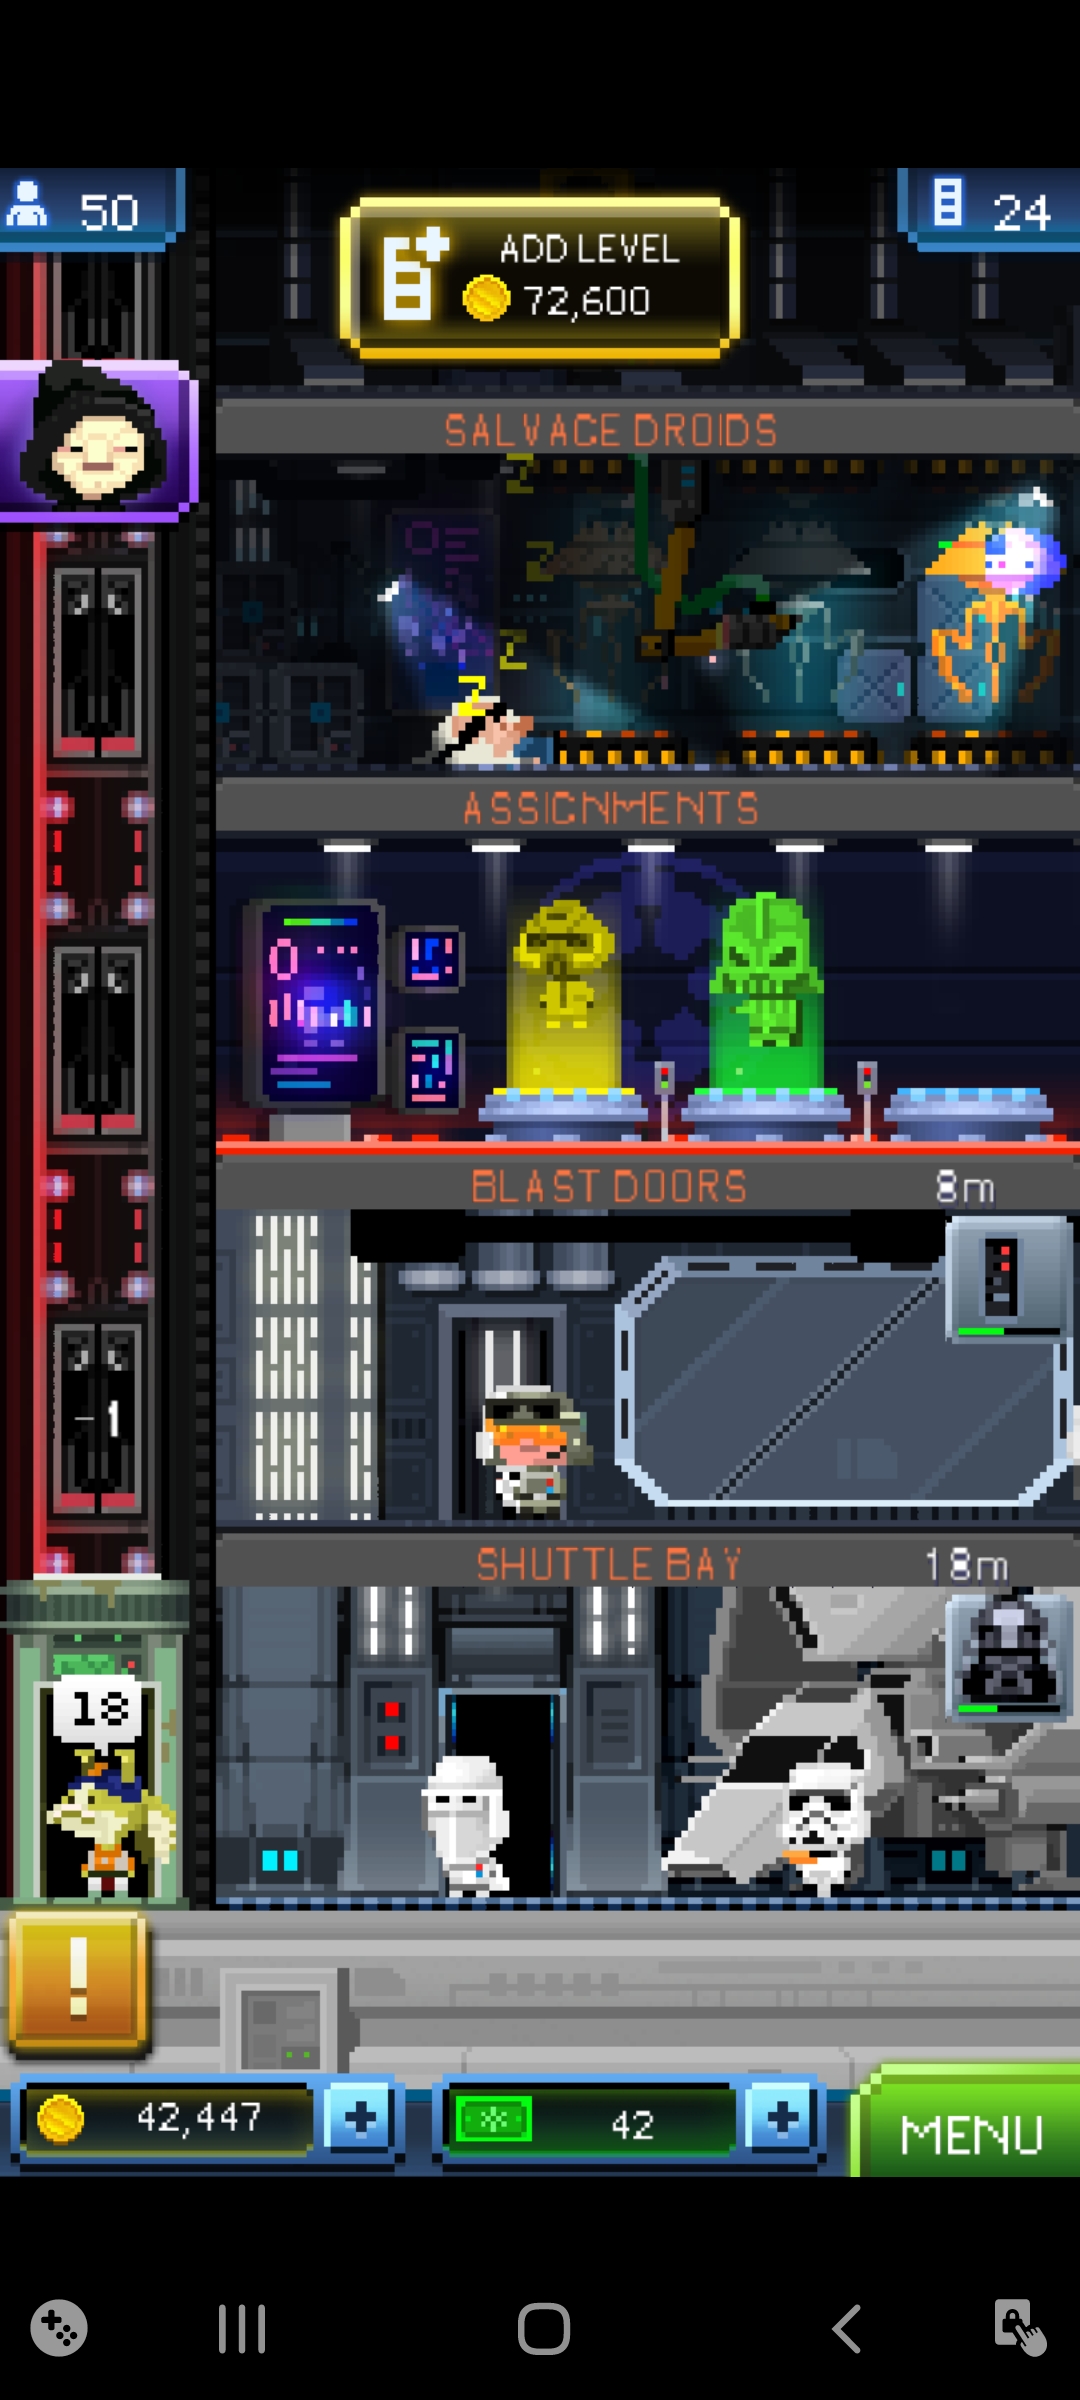 50
ADD LEVEL
72,600
24
SALVAGE DROIDS
Z
Z
Z
Z
ASSIGNMENTS
BLAST DOORS 8m
-1
SHUTTLE BAY 18m
18
!
42,447 +
42 +
MENU